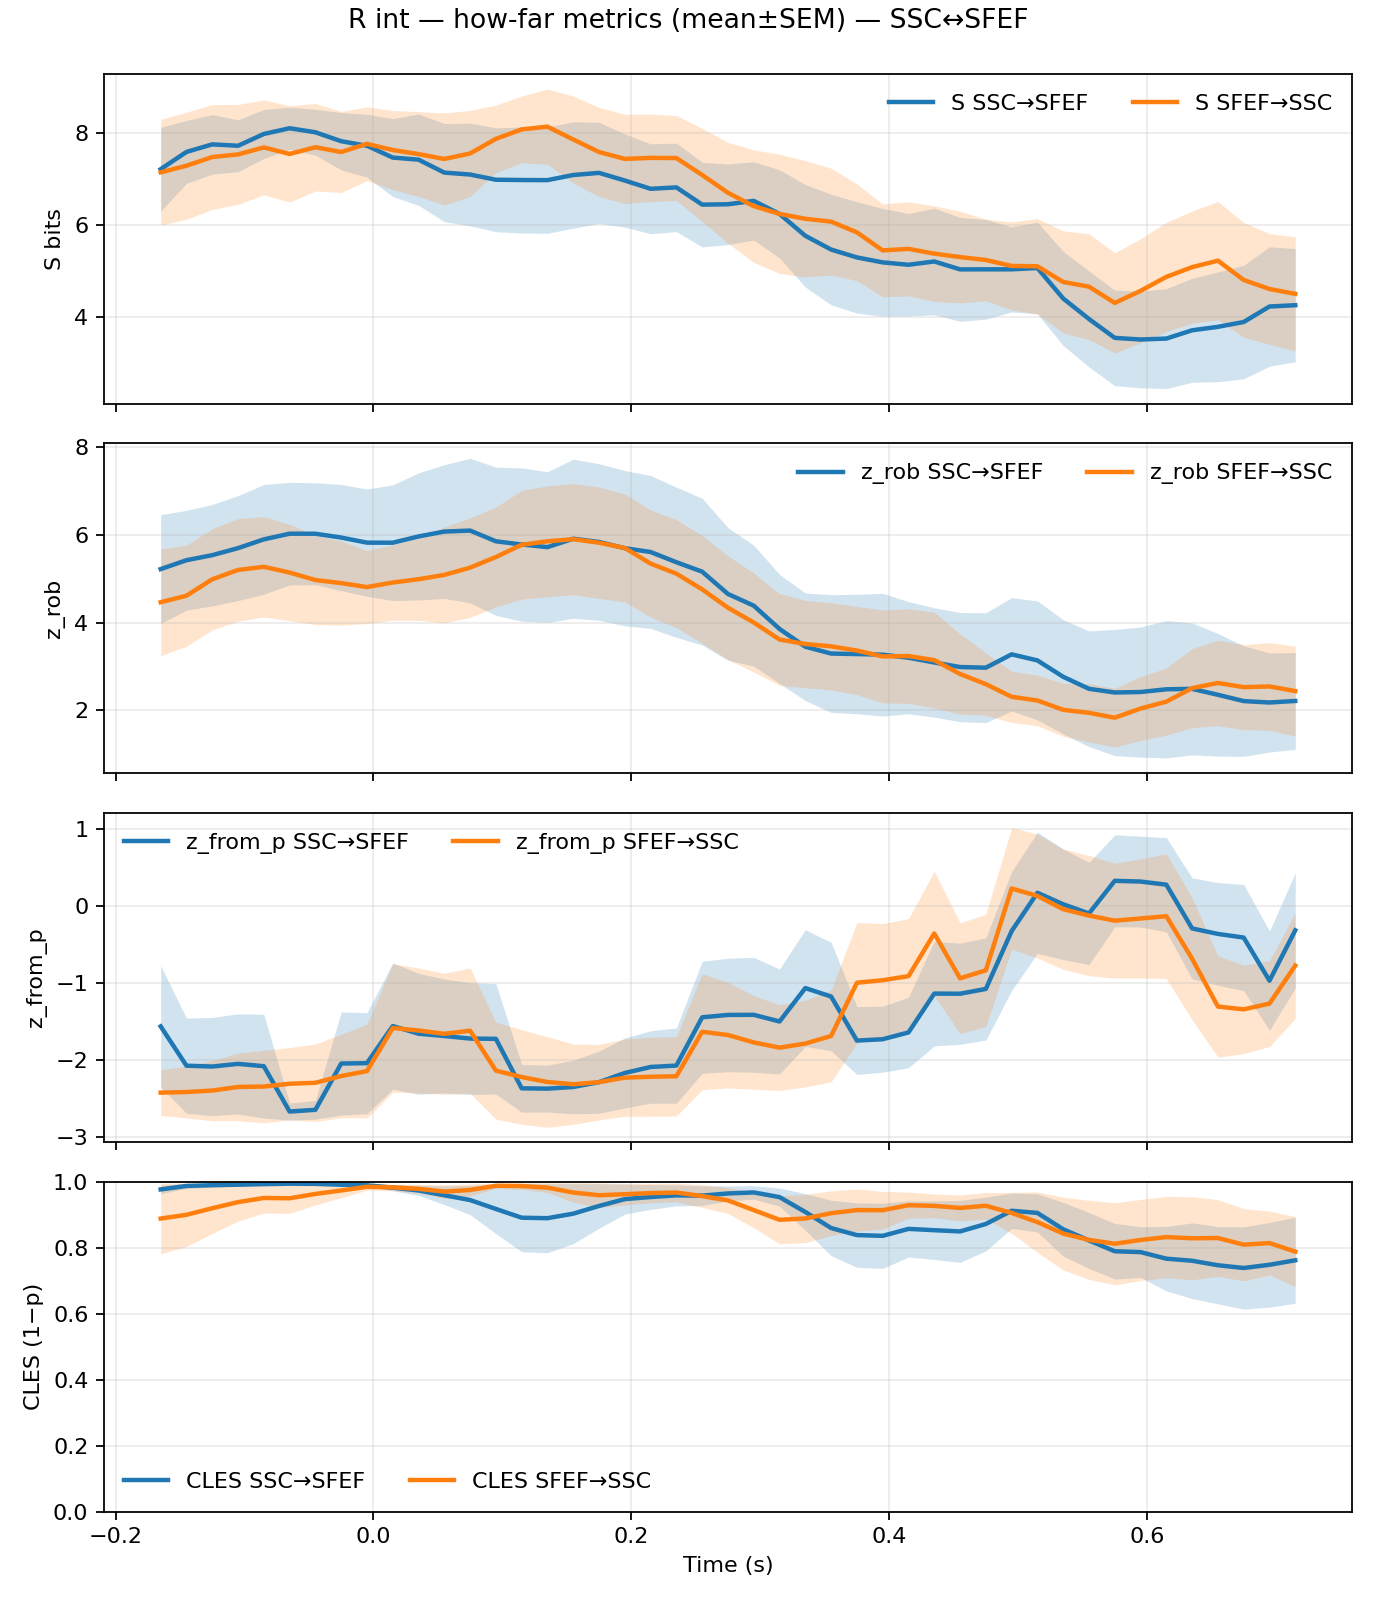 R int — how-far metrics (mean±SEM) — SSC↔SFEF
S SSC→SFEF S SFEF→SSC
8
6
4
S bits
z_rob SSC→SFEF z_rob SFEF→SSC
8
6
4
2
z_rob
z_from_p SSC→SFEF z_from_p SFEF→SSC
1
0
−1
−2
−3
z_from_p
1.0
0.8
0.6
0.4
0.2
0.0
CLES (1−p)
CLES SSC→SFEF CLES SFEF→SSC
−0.2 0.0 0.2 0.4 0.6
Time (s)